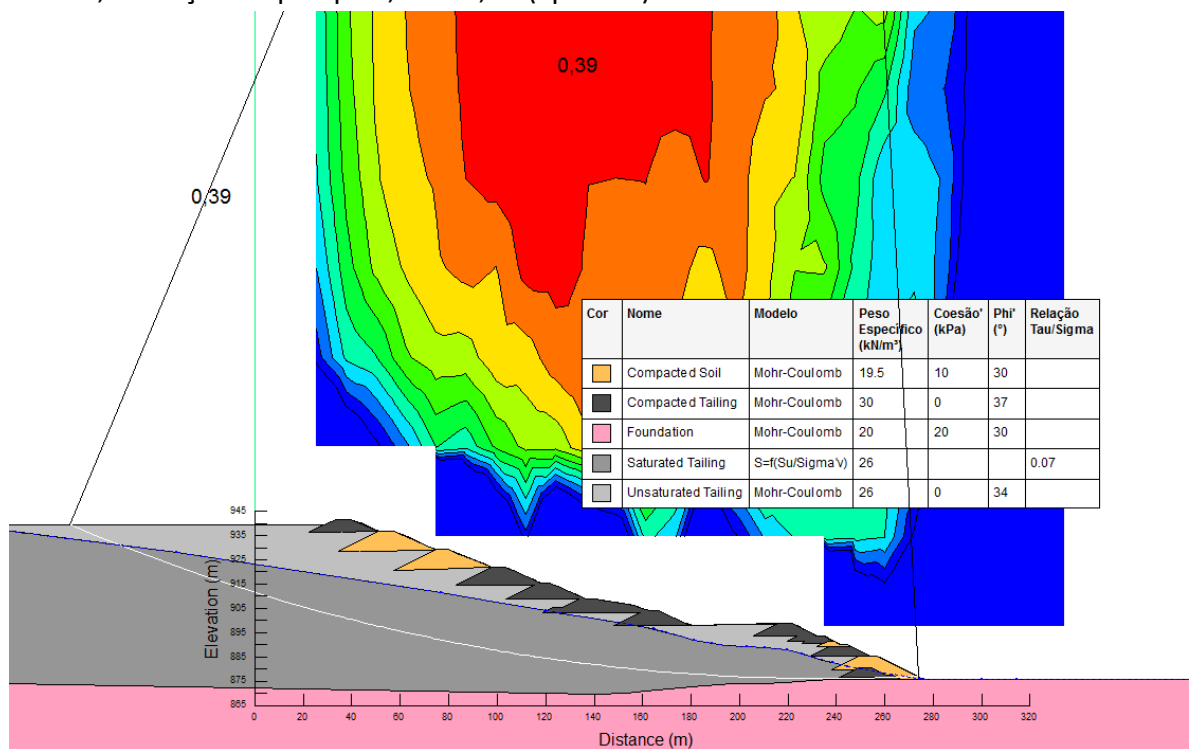 0,39
0,39
Cor Nome Modelo Peso Específico (kN/m³) Coesão' (kPa) Phi' (°) Relação Tau/Sigma
Compacted Soil Mohr-Coulomb 19.5 10 30
Compacted Tailing Mohr-Coulomb 30 0 37
Foundation Mohr-Coulomb 20 20 30
Saturated Tailing S=f(Su/Sigma'v) 26 0.07
Unsaturated Tailing Mohr-Coulomb 26 0 34
945
935
925
915
905
895
885
875
865
Elevation (m)
0 20 40 60 80 100 120 140 160 180 200 220 240 260 280 300 320
Distance (m)